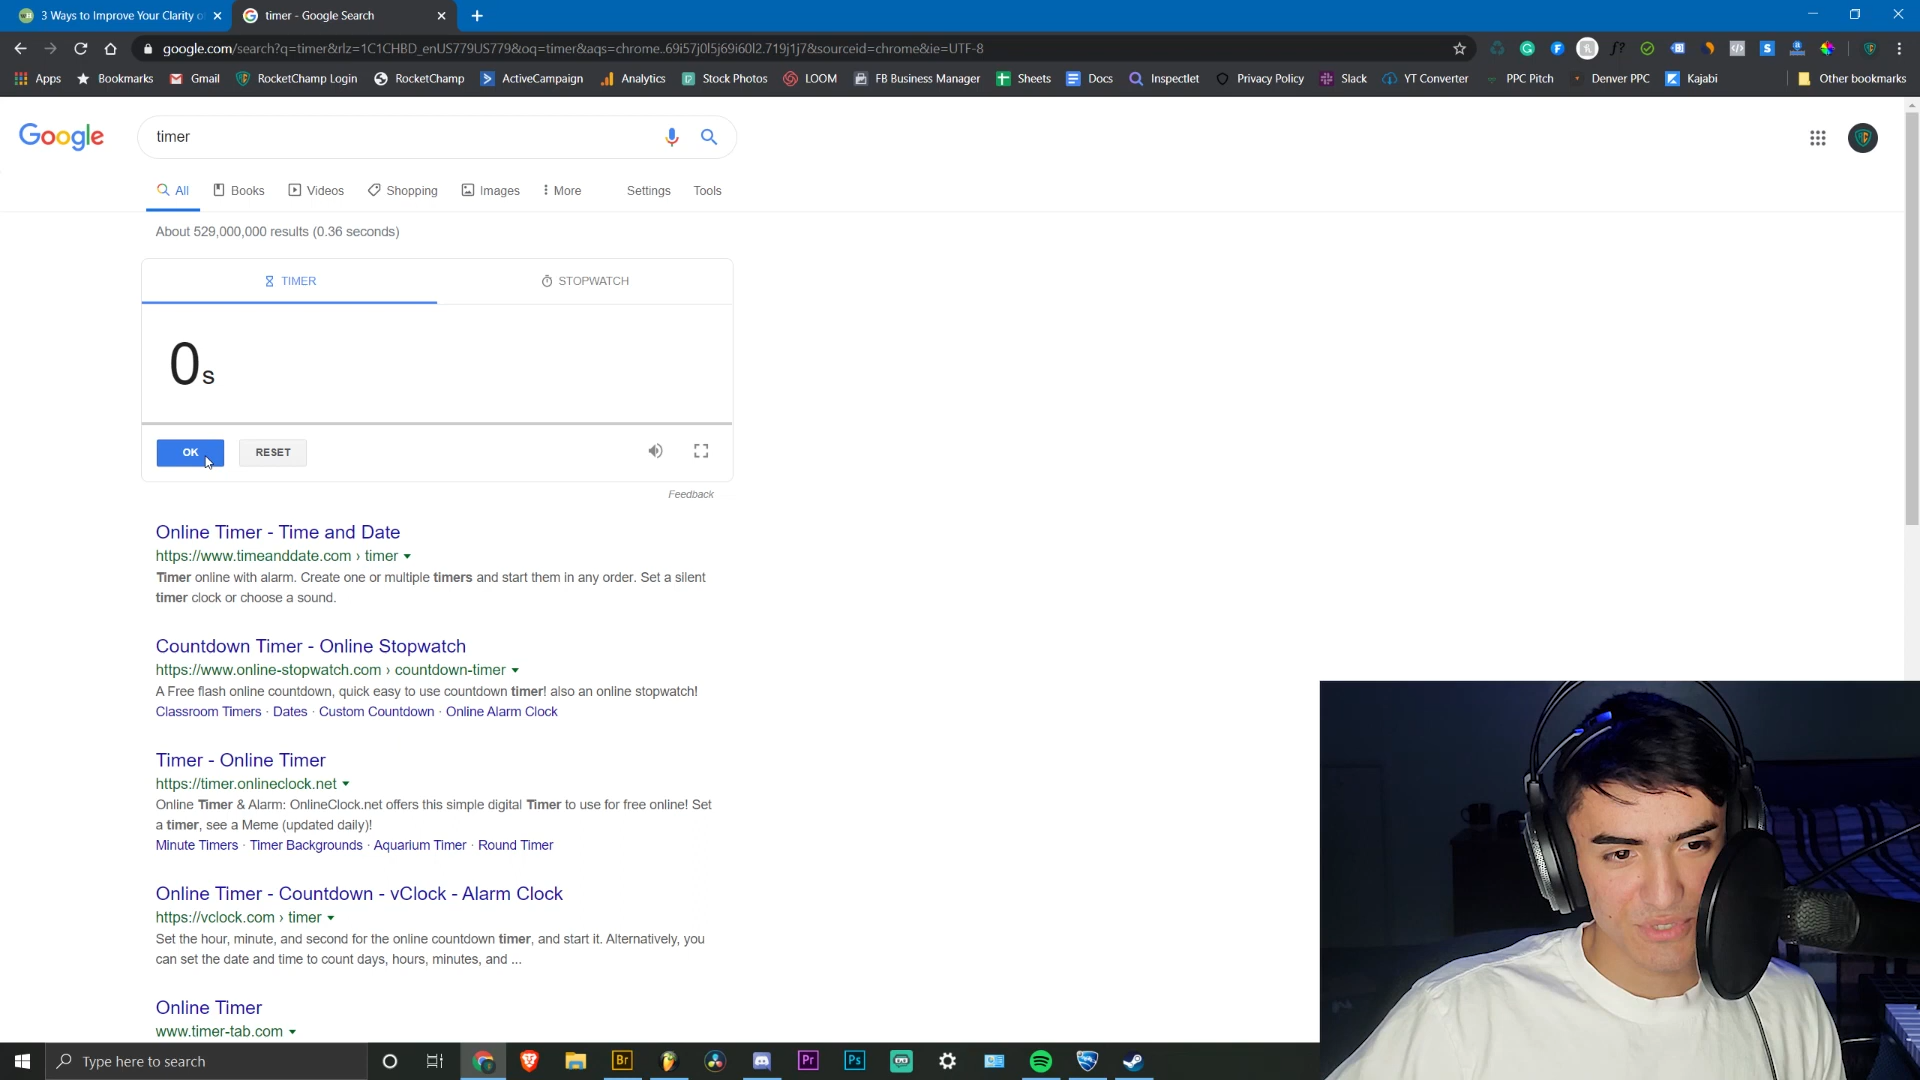 3 Ways to Improve Your Clarity o
timer - Google Search
google.com/search?q=timer&rlz=1C1CHBD_enUS779US779&oq=timer&aqs=chrome..69i57j0l5j69i60l2.719j1j7&sourceid=chrome&ie=UTF-8
Apps Bookmarks Gmail RocketChamp Login RocketChamp ActiveCampaign Analytics Stock Photos LOOM FB Business Manager Sheets Docs Inspectlet Privacy Policy Slack YT Converter PPC Pitch Denver PPC Kajabi Other bookmarks
Google
timer
All Books Videos Shopping Images More Settings Tools
About 529,000,000 results (0.36 seconds)
TIMER STOPWATCH
0s
OK RESET
Feedback
Online Timer - Time and Date
https://www.timeanddate.com › timer
Timer online with alarm. Create one or multiple timers and start them in any order. Set a silent
timer clock or choose a sound.
Countdown Timer - Online Stopwatch
https://www.online-stopwatch.com › countdown-timer
A Free flash online countdown, quick easy to use countdown timer! also an online stopwatch!
Classroom Timers · Dates · Custom Countdown · Online Alarm Clock
Timer - Online Timer
https://timer.onlineclock.net
Online Timer & Alarm: OnlineClock.net offers this simple digital Timer to use for free online! Set
a timer, see a Meme (updated daily)!
Minute Timers · Timer Backgrounds · Aquarium Timer · Round Timer
Online Timer - Countdown - vClock - Alarm Clock
https://vclock.com › timer
Set the hour, minute, and second for the online countdown timer, and start it. Alternatively, you
can set the date and time to count days, hours, minutes, and ...
Online Timer
www.timer-tab.com
Type here to search
Br
Pr
Ps